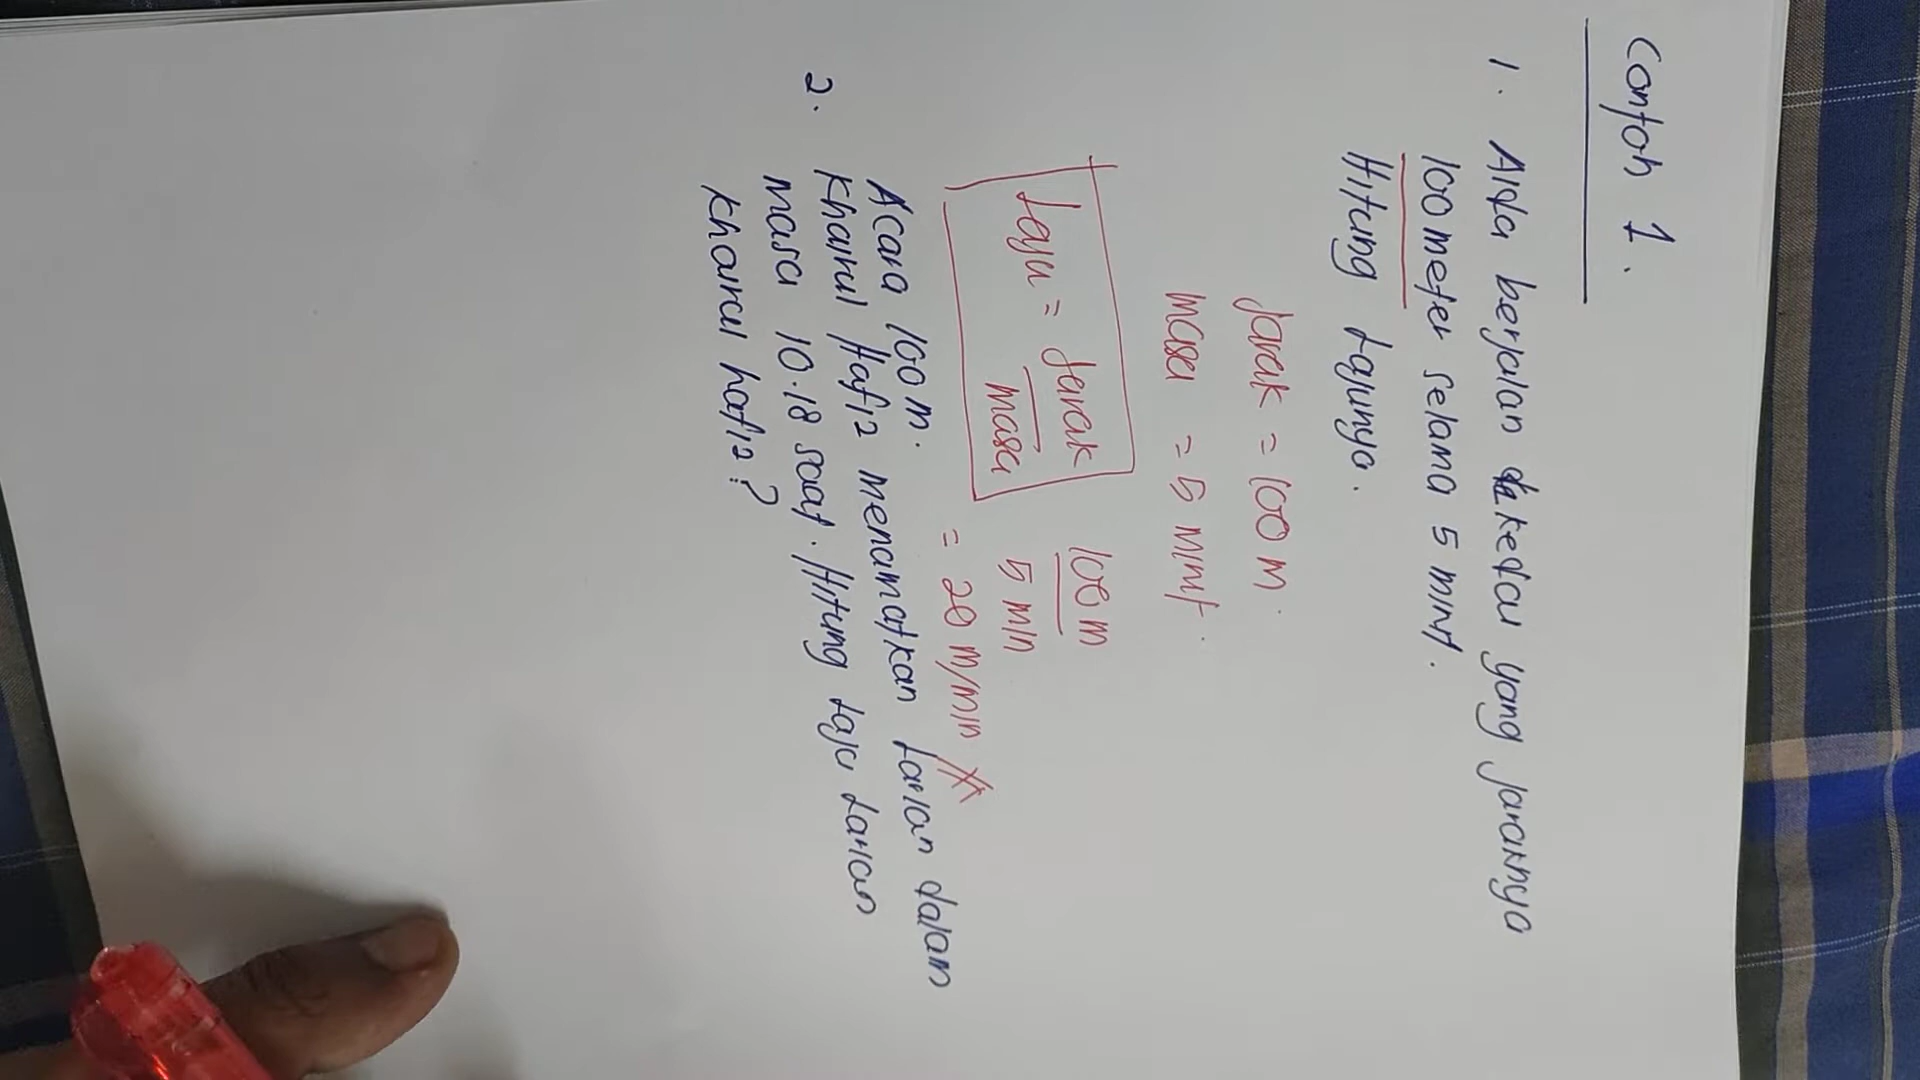 Contoh 1.
1. Aida berjalan kekedai yang jaraknya
100 meter selama 5 minit.
Hitung Lajunya.
Jarak = 100 m.
masa = 5 minit.
Laju = Jarak
masa
100 m
5 min
= 20 m/min
2. Acara 100 m.
Khairul Hafiz menamatkan Larian dalam
masa 10.18 saat. Hitung Laju Larian
Khairul hafiz?